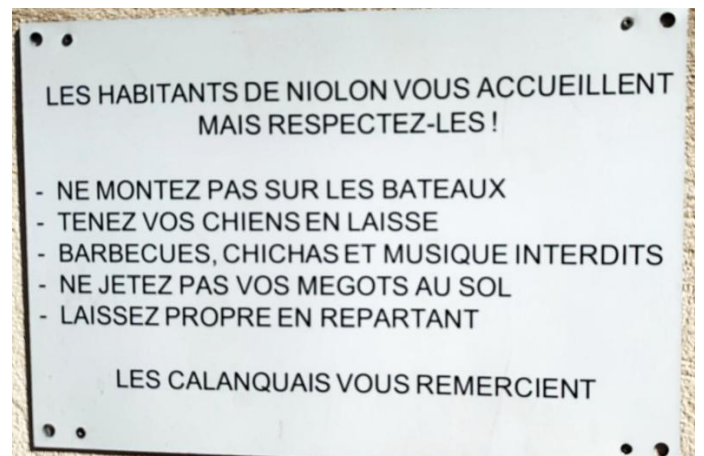 LES HABITANTS DE NIOLON VOUS ACCUEILLENT
MAIS RESPECTEZ-LES !
- NE MONTEZ PAS SUR LES BATEAUX
- TENEZ VOS CHIENS EN LAISSE
- BARBECUES, CHICHAS ET MUSIQUE INTERDITS
- NE JETEZ PAS VOS MEGOTS AU SOL
- LAISSEZ PROPRE EN REPARTANT
LES CALANQUAIS VOUS REMERCIENT